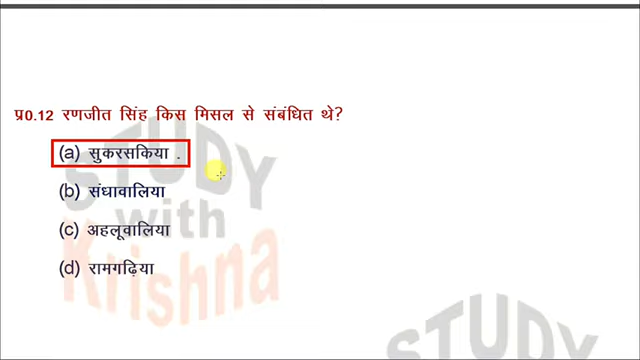 प्र0.12 रणजीत सिंह किस मिसल से संबंधित थे?
(a) सुकरसकिया .
(b) संधावालिया
(c) अहलूवालिया
(d) रामगढ़िया
STUDY
with
Krishna
STUDY